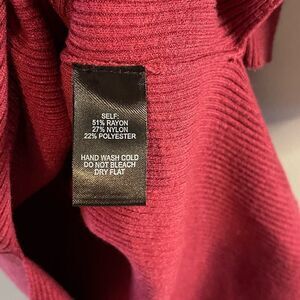 SELF:
51% RAYON
27% NYLON
22% POLYESTER
HAND WASH COLD
DO NOT BLEACH
DRY FLAT